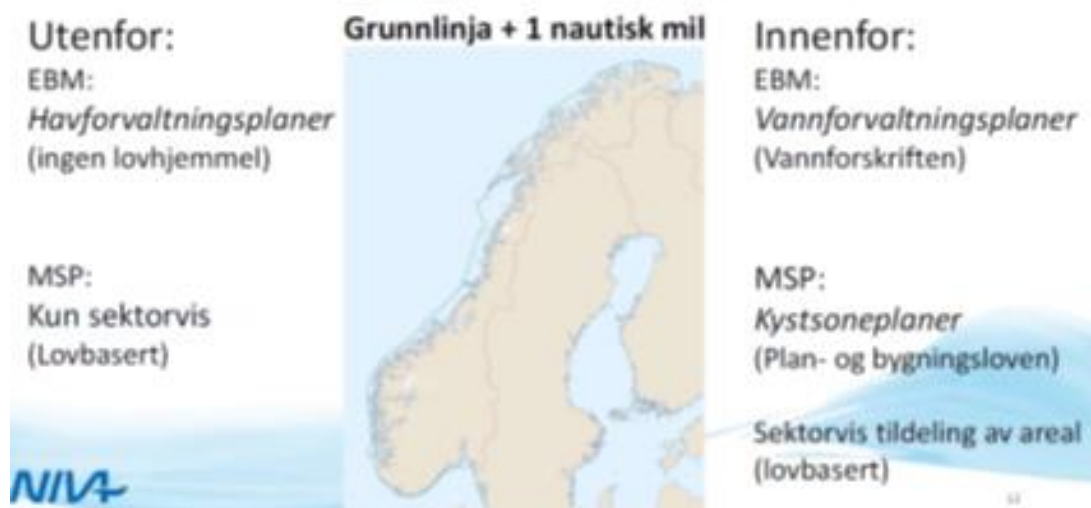 Utenfor:
EBM:
Havforvaltningsplaner
(ingen lovhjemmel)
MSP:
Kun sektorvis
(Lovbasert)
NIVA
Grunnlinja + 1 nautisk mil
Innenfor:
EBM:
Vannforvaltningsplaner
(Vannforskriften)
MSP:
Kystsoneplaner
(Plan- og bygningsloven)
Sektorvis tildeling av areal
(lovbasert)